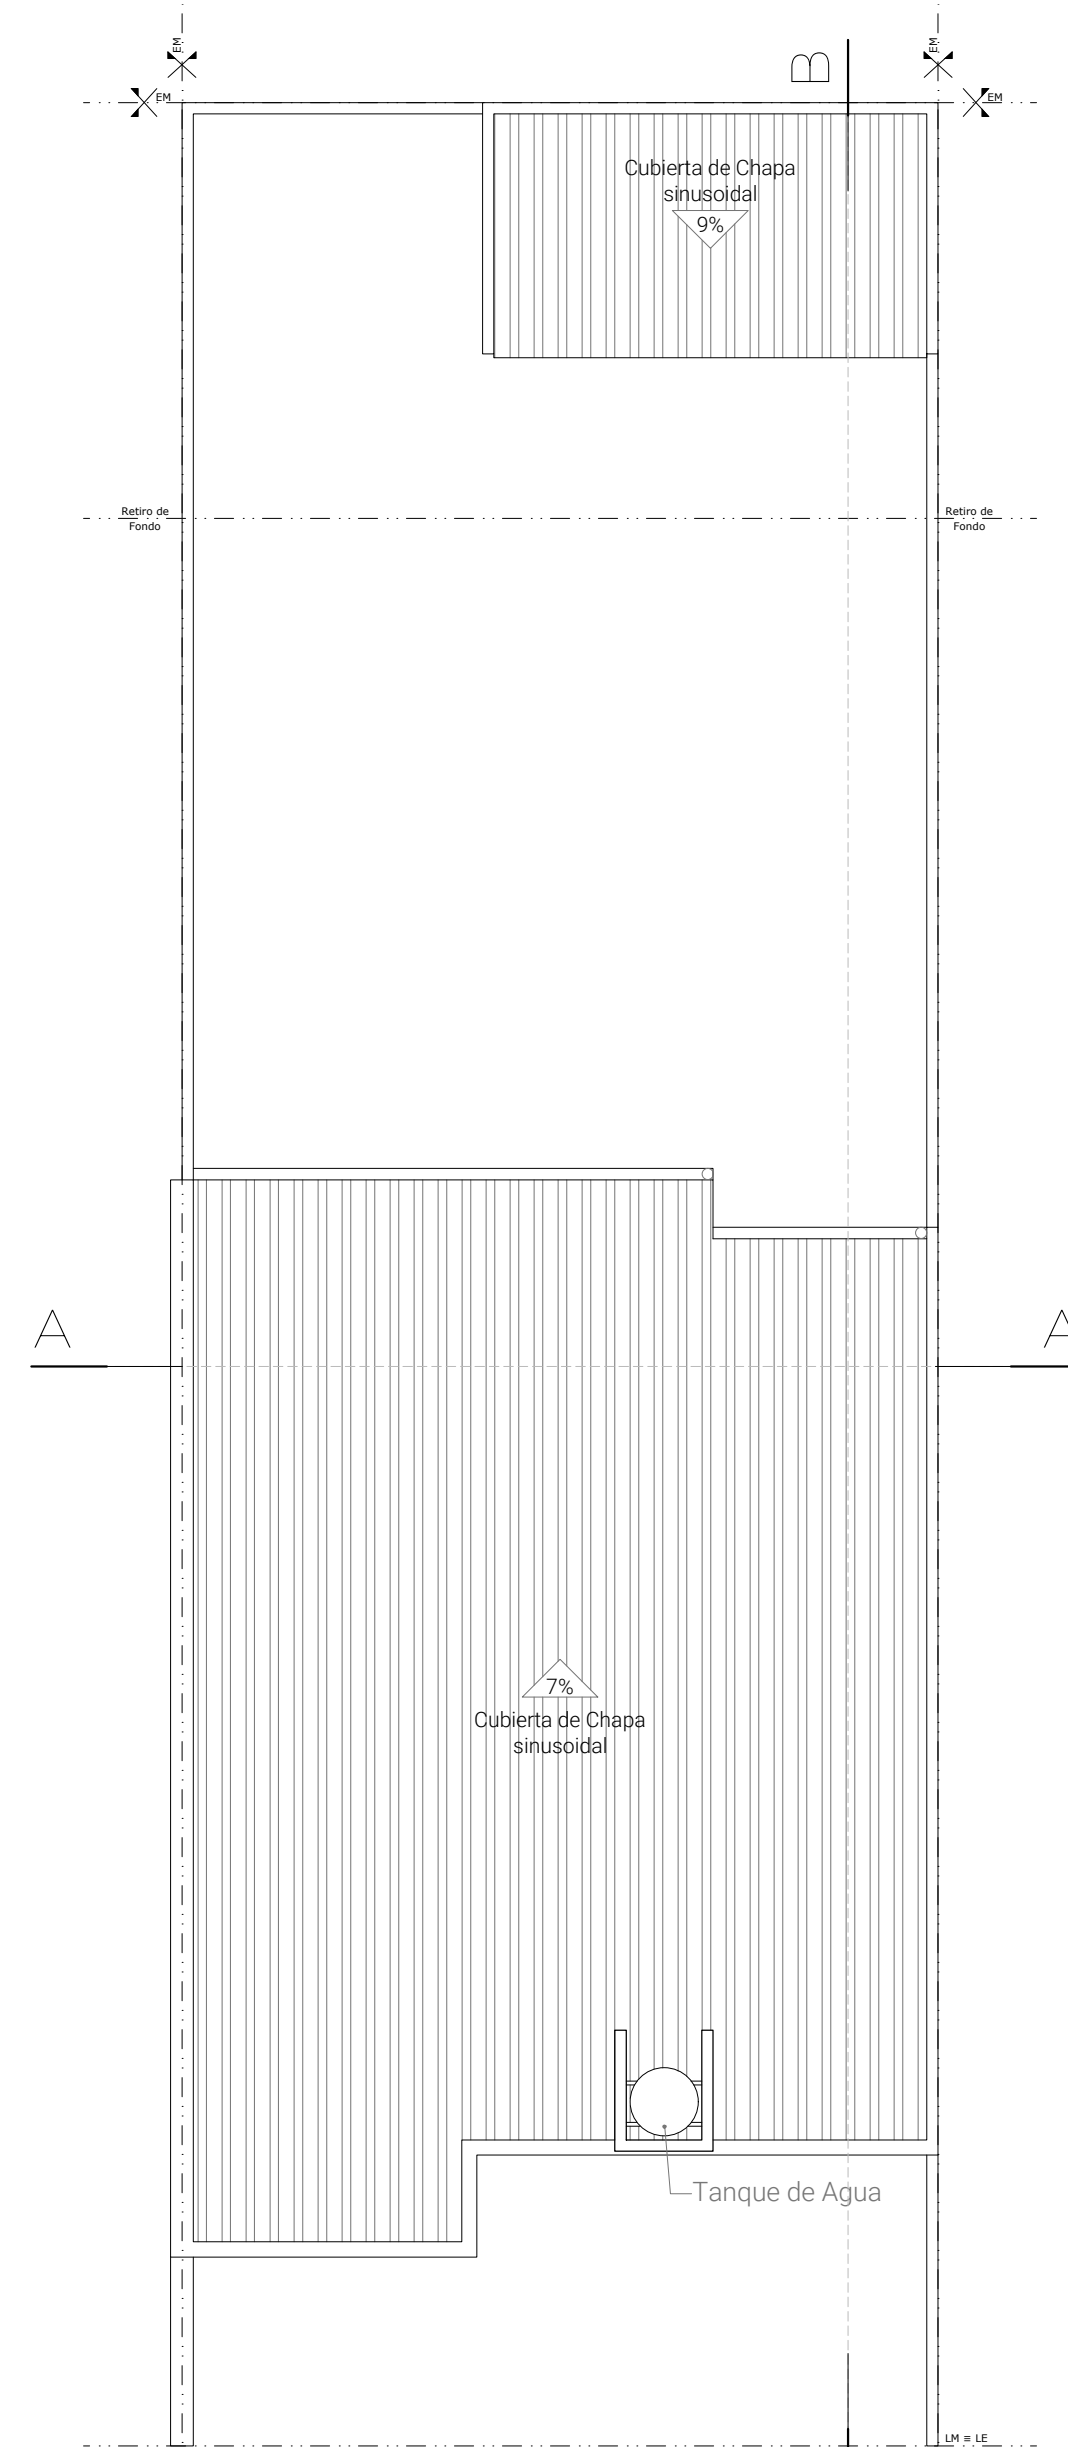 EM
EM
B
EM
EM
Cubierta de Chapa
sinusoidal
9%
Retiro de
Fondo
Retiro de
Fondo
A
A
7%
Cubierta de Chapa
sinusoidal
Tanque de Agua
LM = LE